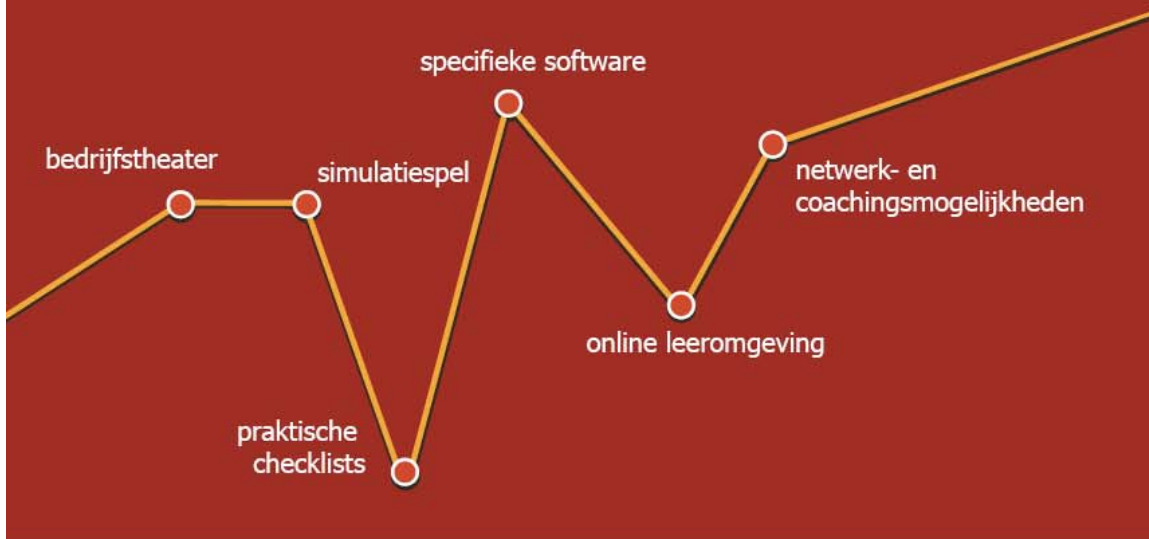 specifieke software
bedrijfstheater
simulatiespel
netwerk- en
coachingsmogelijkheden
online leeromgeving
praktische
checklists